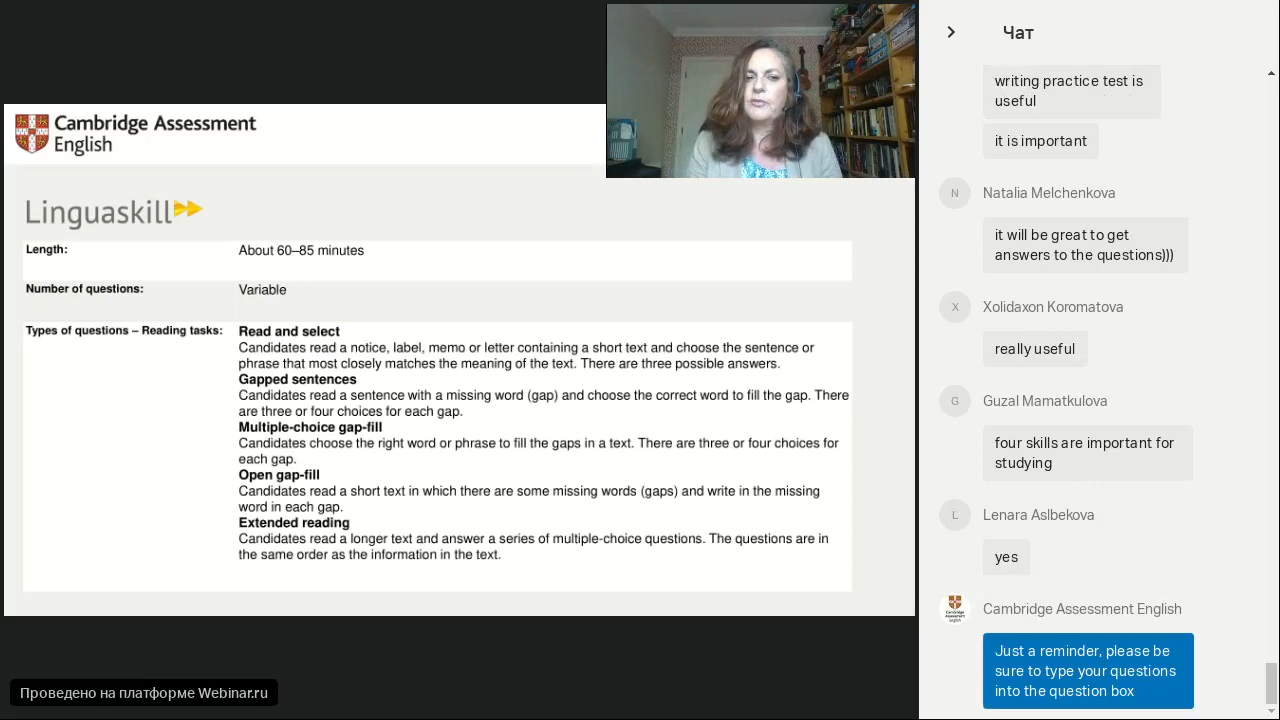 Cambridge Assessment
English
Linguaskill
Length:
About 60–85 minutes
Number of questions:
Variable
Types of questions – Reading tasks:
Read and select
Candidates read a notice, label, memo or letter containing a short text and choose the sentence or
phrase that most closely matches the meaning of the text. There are three possible answers.
Gapped sentences
Candidates read a sentence with a missing word (gap) and choose the correct word to fill the gap. There
are three or four choices for each gap.
Multiple-choice gap-fill
Candidates choose the right word or phrase to fill the gaps in a text. There are three or four choices for
each gap.
Open gap-fill
Candidates read a short text in which there are some missing words (gaps) and write in the missing
word in each gap.
Extended reading
Candidates read a longer text and answer a series of multiple-choice questions. The questions are in
the same order as the information in the text.
Проведено на платформе Webinar.ru
Чат
writing practice test is
useful
it is important
N
Natalia Melchenkova
it will be great to get
answers to the questions)))
X
Xolidaxon Koromatova
really useful
G
Guzal Mamatkulova
four skills are important for
studying
L
Lenara Aslbekova
yes
Cambridge Assessment English
Just a reminder, please be
sure to type your questions
into the question box